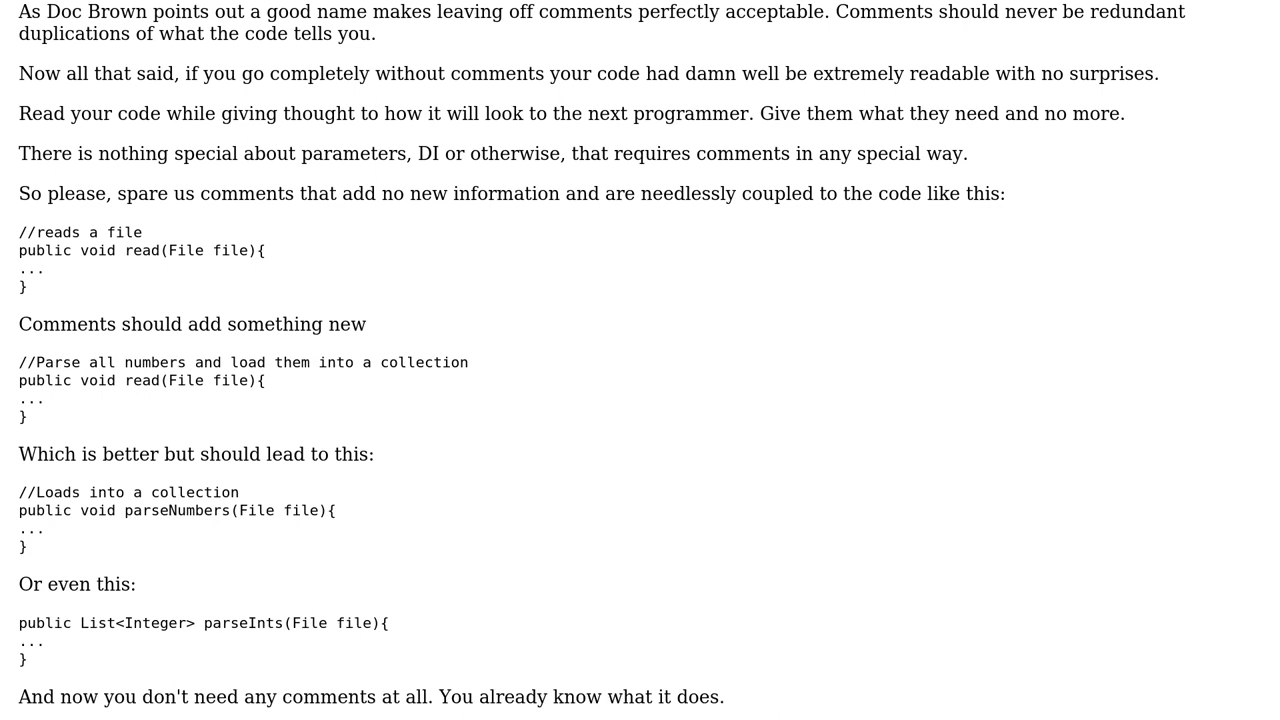 As Doc Brown points out a good name makes leaving off comments perfectly acceptable. Comments should never be redundant
duplications of what the code tells you.
Now all that said, if you go completely without comments your code had damn well be extremely readable with no surprises.
Read your code while giving thought to how it will look to the next programmer. Give them what they need and no more.
There is nothing special about parameters, DI or otherwise, that requires comments in any special way.
So please, spare us comments that add no new information and are needlessly coupled to the code like this:
//reads a file
public void read(File file){
...
}
Comments should add something new
//Parse all numbers and load them into a collection
public void read(File file){
...
}
Which is better but should lead to this:
//Loads into a collection
public void parseNumbers(File file){
...
}
Or even this:
public List<Integer> parseInts(File file){
...
}
And now you don't need any comments at all. You already know what it does.